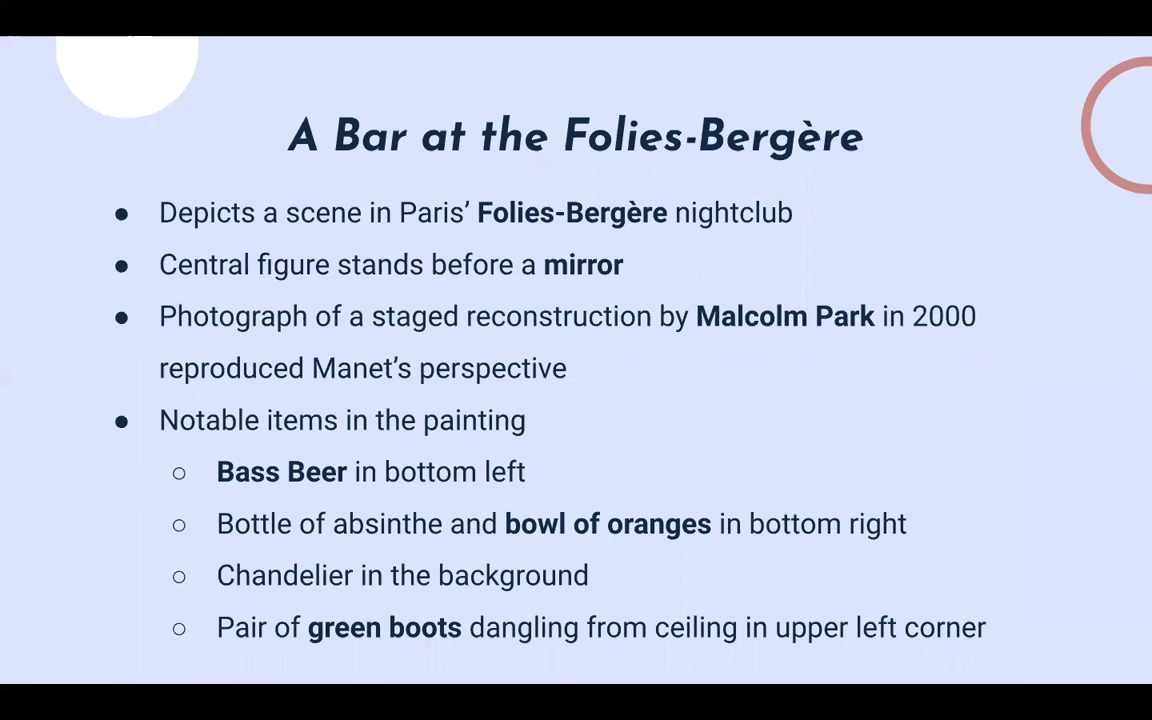 A Bar at the Folies-Bergère
● Depicts a scene in Paris’ Folies-Bergère nightclub
● Central figure stands before a mirror
● Photograph of a staged reconstruction by Malcolm Park in 2000
reproduced Manet’s perspective
● Notable items in the painting
○ Bass Beer in bottom left
○ Bottle of absinthe and bowl of oranges in bottom right
○ Chandelier in the background
○ Pair of green boots dangling from ceiling in upper left corner